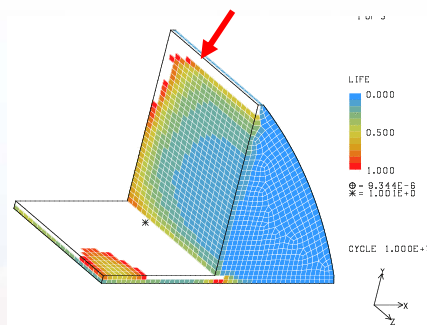 LIFE
0.000
0.500
1.000
= 9.344E-6
= 1.001E+0
CYCLE 1.000E+
Y
X
Z